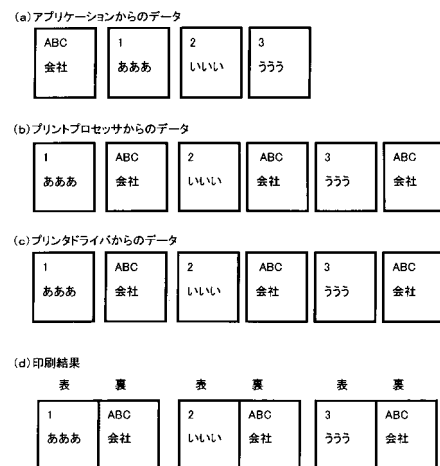 (a)アプリケーションからのデータ
ABC 1 2 3
会社 あああ いいい ううう
(b)プリントプロセッサからのデータ
1 ABC 2 ABC 3 ABC
あああ 会社 いいい 会社 ううう 会社
(c)プリンタドライバからのデータ
1 ABC 2 ABC 3 ABC
あああ 会社 いいい 会社 ううう 会社
(d)印刷結果
表 裏 表 裏 表 裏
1 ABC 2 ABC 3 ABC
あああ 会社 いいい 会社 ううう 会社